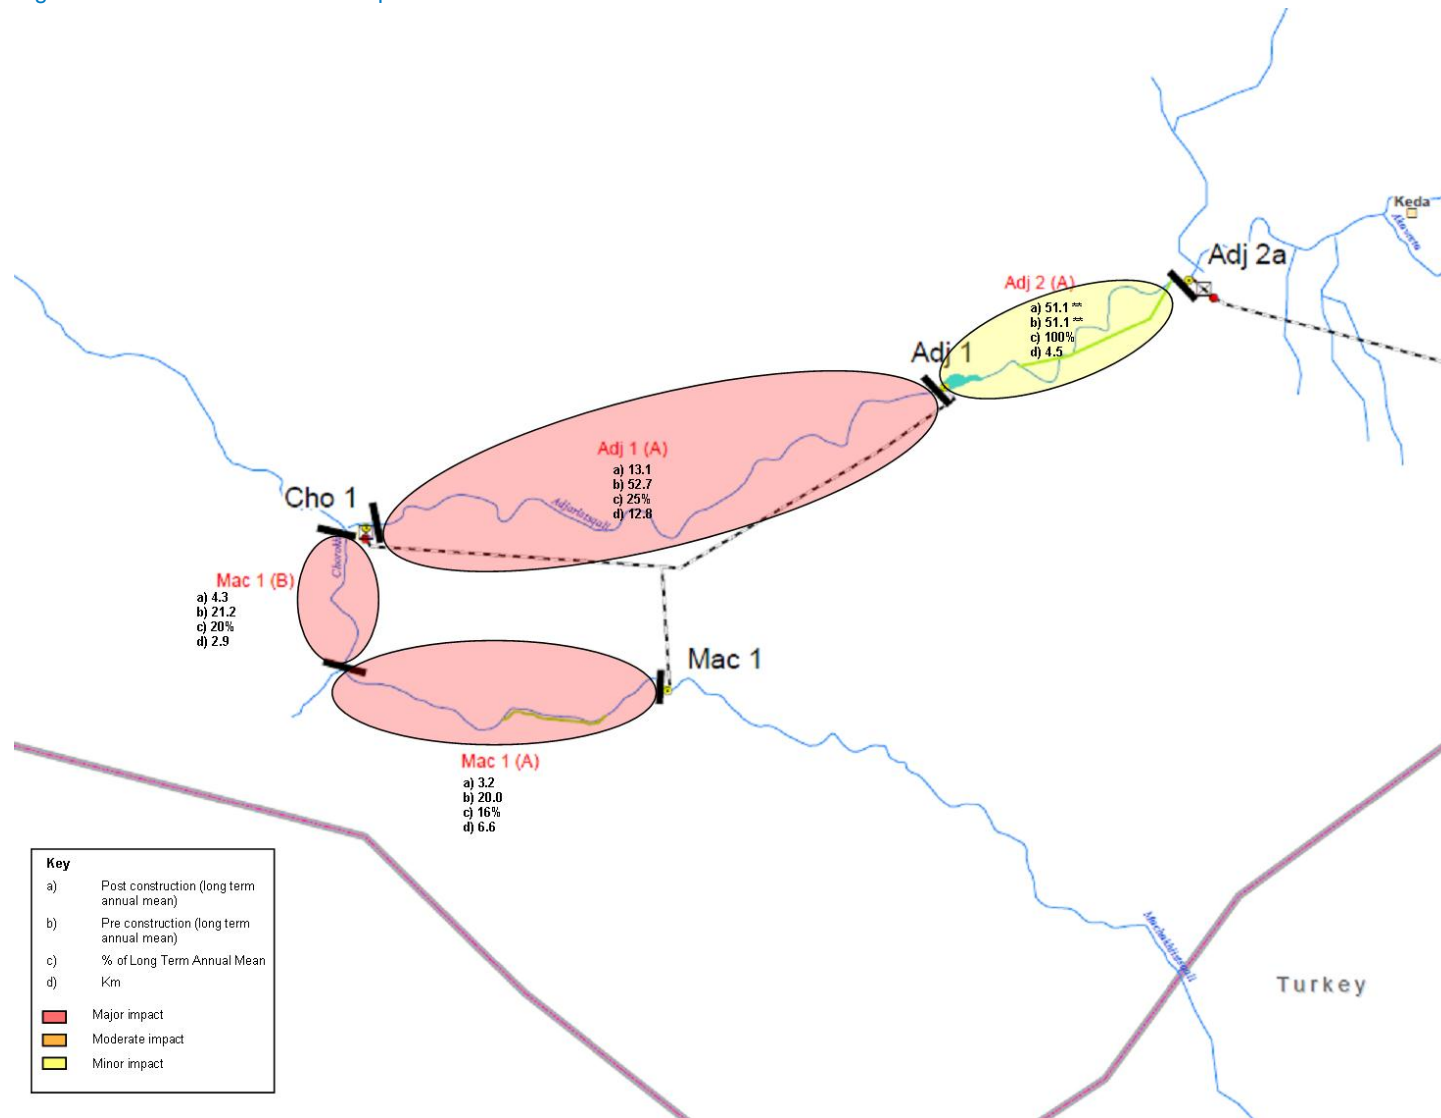 Keda
Akavreta
Adj 2a
Adj 2 (A)
a) 51.1 **
b) 51.1 **
c) 100%
d) 4.5
Adj 1
Adj 1 (A)
a) 13.1
b) 52.7
c) 25%
d) 12.8
Adjaristsquli
Cho 1
Chorokhi
Mac 1 (B)
a) 4.3
b) 21.2
c) 20%
d) 2.9
Mac 1
Mac 1 (A)
a) 3.2
b) 20.0
c) 16%
d) 6.6
Machakhlistsquli
Turkey
Key
a) Post construction (long term
annual mean)
b) Pre construction (long term
annual mean)
c) % of Long Term Annual Mean
d) Km
Major impact
Moderate impact
Minor impact